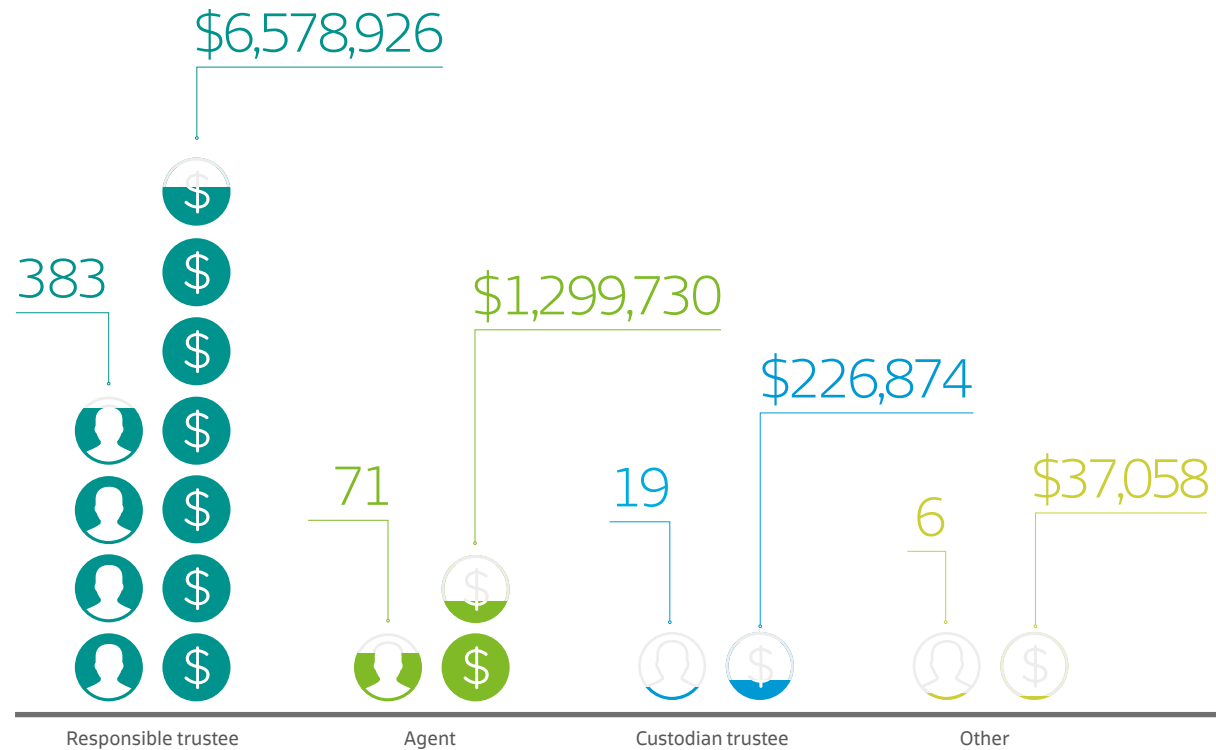 $6,578,926
383
$1,299,730
$226,874
71
19
$37,058
6
Responsible trustee
Agent
Custodian trustee
Other